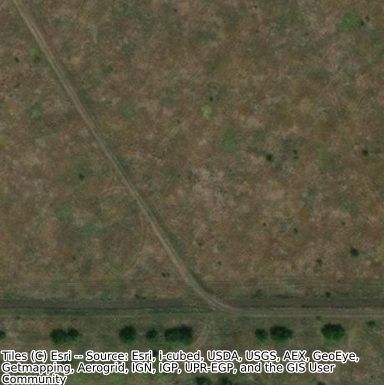 Tiles (C) Esri -- Source: Esri, i-cubed, USDA, USGS, AEX, GeoEye,
Getmapping, Aerogrid, IGN, IGP, UPR-EGP, and the GIS User
Community